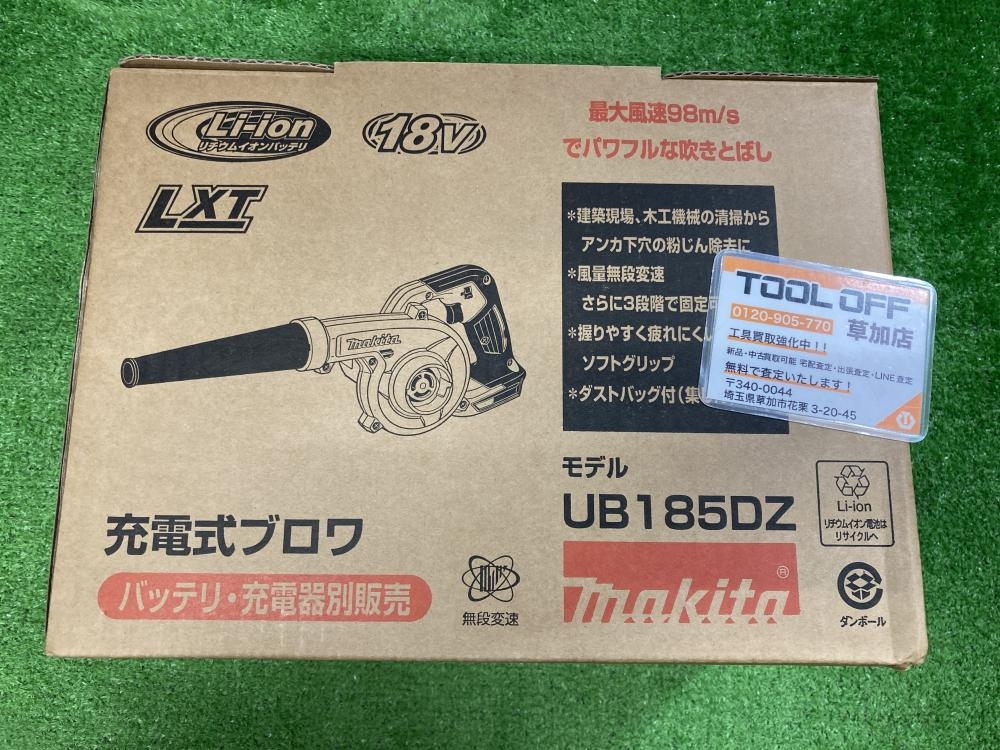 Li-ion
リチウムイオンバッテリ
18V
LXT
最大風速98m/s
でパワフルな吹きとばし
*建築現場、木工機械の清掃から
アンカ下穴の粉じん除去に
*風量無段変速
さらに3段階で固定
*握りやすく疲れにくい
ソフトグリップ
*ダストバッグ付(集
makita
TOOL OFF
0120-905-770
草加店
工具買取強化中!!
新品・中古買取可能 宅配査定・出張査定・LINE査定
無料で査定いたします!
〒340-0044
埼玉県草加市花栗 3-20-45
モデル
UB185DZ
makita®
充電式ブロワ
バッテリ・充電器別販売
無段変速
Li-ion
リチウムイオン電池は
リサイクルへ
ダンボール